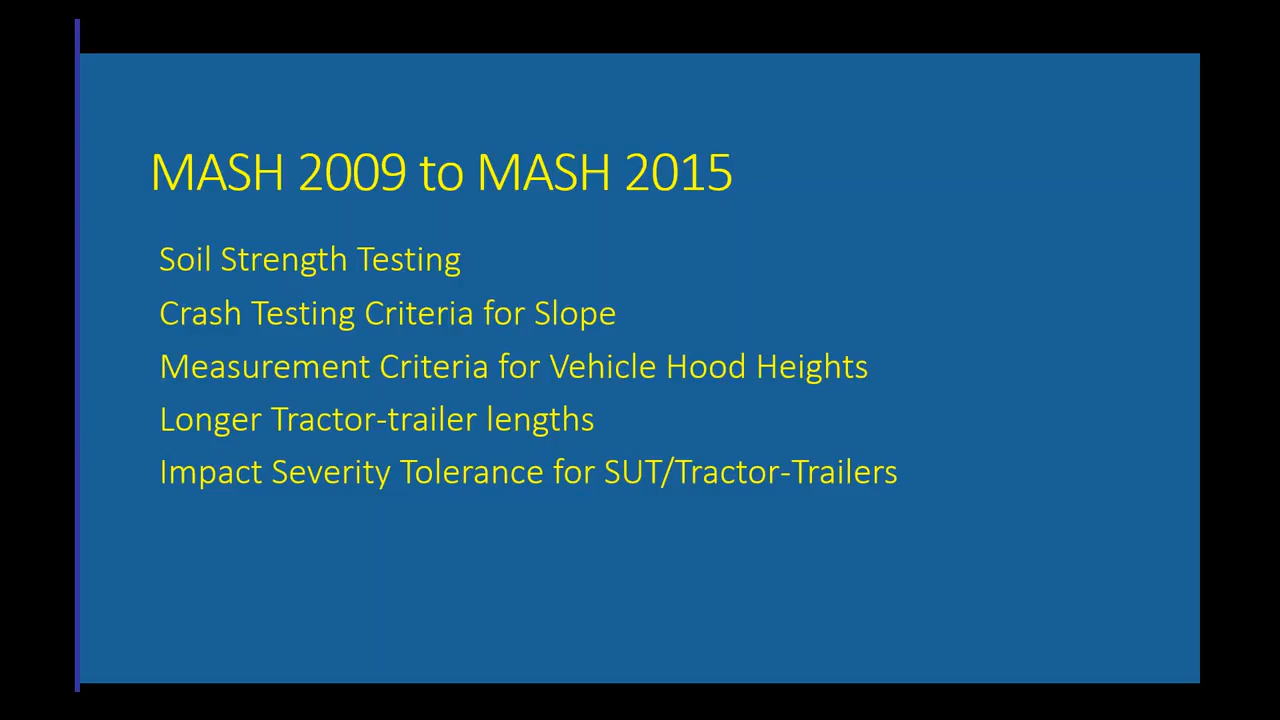 MASH 2009 to MASH 2015
Soil Strength Testing
Crash Testing Criteria for Slope
Measurement Criteria for Vehicle Hood Heights
Longer Tractor-trailer lengths
Impact Severity Tolerance for SUT/Tractor-Trailers